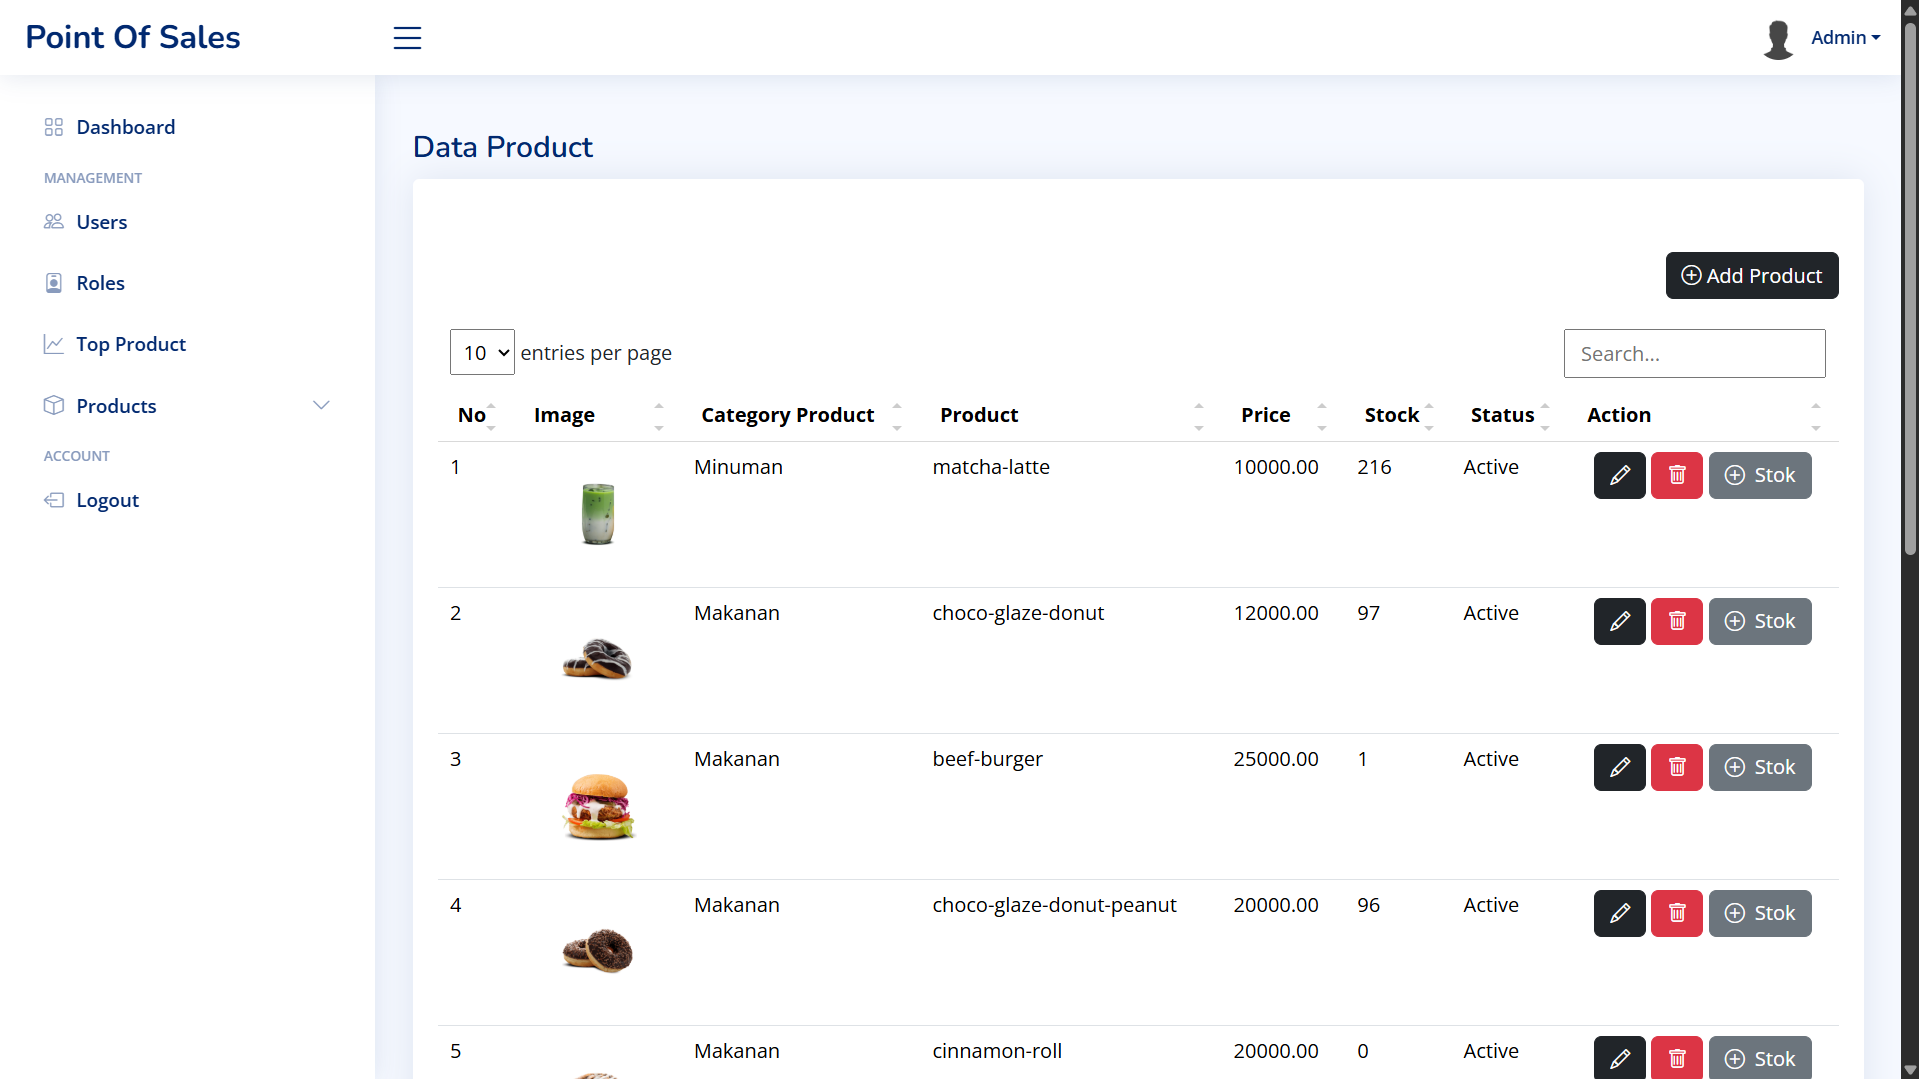 Point Of Sales
Admin
Dashboard
MANAGEMENT
Users
Roles
Top Product
Products
ACCOUNT
Logout
Data Product
Add Product
10 entries per page
Search...
No Image Category Product Product Price Stock Status Action
1 Minuman matcha-latte 10000.00 216 Active Stok
2 Makanan choco-glaze-donut 12000.00 97 Active Stok
3 Makanan beef-burger 25000.00 1 Active Stok
4 Makanan choco-glaze-donut-peanut 20000.00 96 Active Stok
5 Makanan cinnamon-roll 20000.00 0 Active Stok